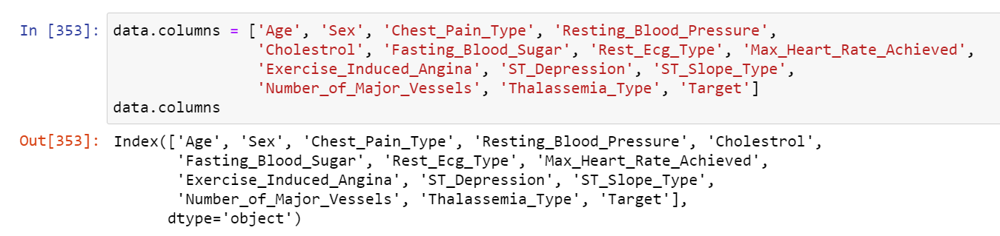 In [353]: data.columns = ['Age', 'Sex', 'Chest_Pain_Type', 'Resting_Blood_Pressure',
'Cholestrol', 'Fasting_Blood_Sugar', 'Rest_Ecg_Type', 'Max_Heart_Rate_Achieved',
'Exercise_Induced_Angina', 'ST_Depression', 'ST_Slope_Type',
'Number_of_Major_Vessels', 'Thalassemia_Type', 'Target']
data.columns
Out[353]: Index(['Age', 'Sex', 'Chest_Pain_Type', 'Resting_Blood_Pressure', 'Cholestrol',
'Fasting_Blood_Sugar', 'Rest_Ecg_Type', 'Max_Heart_Rate_Achieved',
'Exercise_Induced_Angina', 'ST_Depression', 'ST_Slope_Type',
'Number_of_Major_Vessels', 'Thalassemia_Type', 'Target'],
dtype='object')